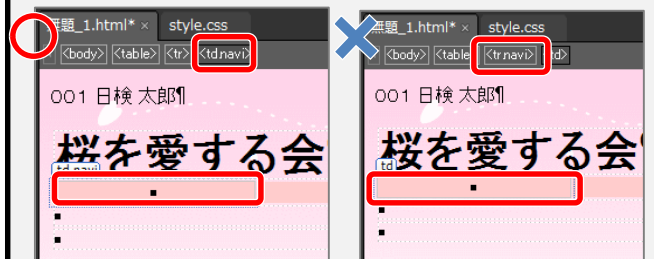 無題_1.html* × style.css
<body> <table> <tr> <td.navi>
001 日検 太郎¶
桜を愛する会
td.navi
無題_1.html* × style.css
<body> <table <tr.navi> <td>
001 日検 太郎¶
桜を愛する会¶
td